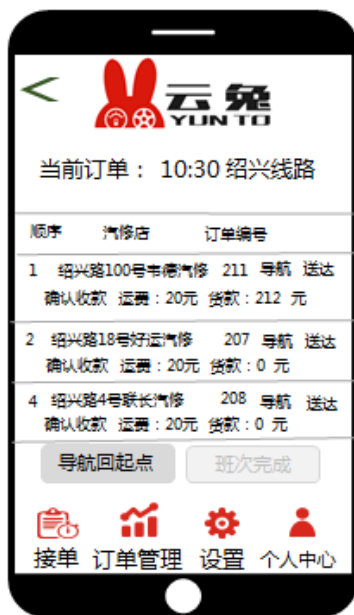 云兔
YUN TO
当前订单： 10:30 绍兴线路
顺序 汽修店 订单编号
1 绍兴路100号韦德汽修 211 导航 送达
确认收款 运费：20元 货款：212 元
2 绍兴路18号好运汽修 207 导航 送达
确认收款 运费：20元 货款：0 元
4 绍兴路4号联长汽修 208 导航 送达
确认收款 运费：20元 货款：0 元
导航回起点 班次完成
接单 订单管理 设置 个人中心